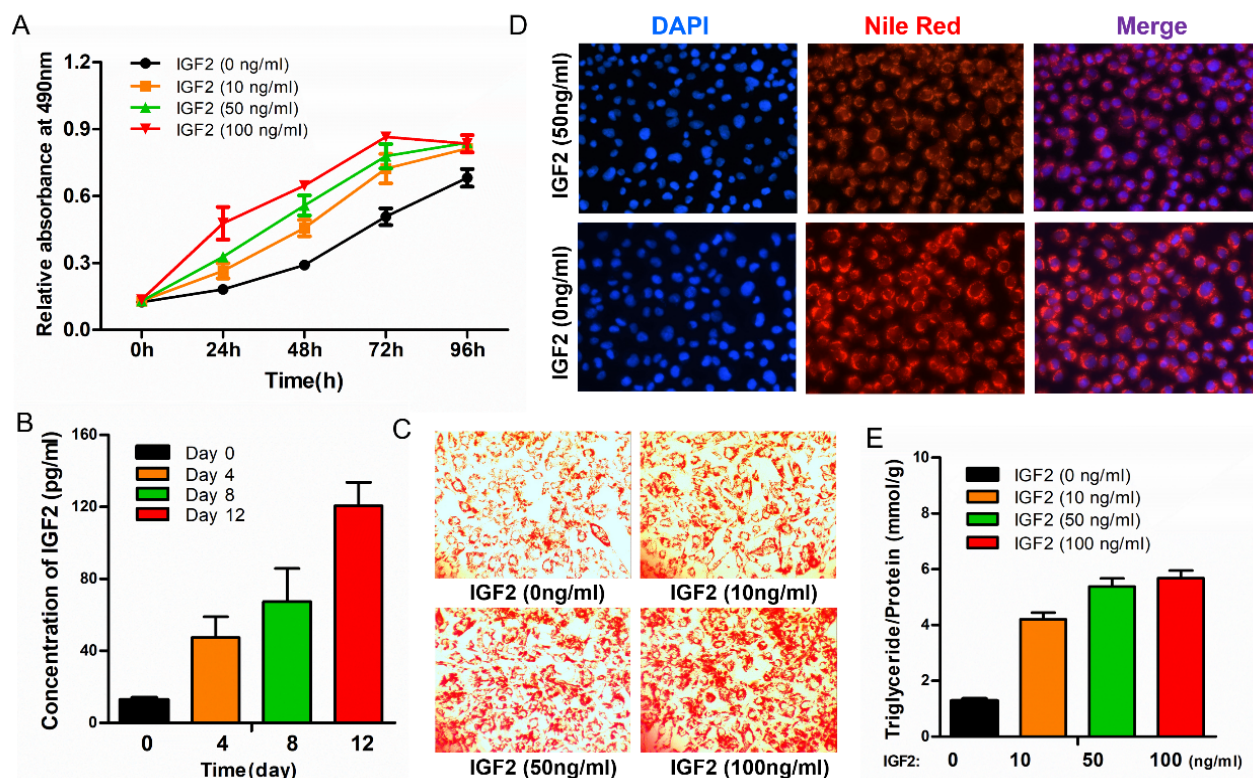 A
Relative absorbance at 490nm
1.2
0.9
0.6
0.3
0.0
IGF2 (0 ng/ml)
IGF2 (10 ng/ml)
IGF2 (50 ng/ml)
IGF2 (100 ng/ml)
0h 24h 48h 72h 96h
Time(h)
D
DAPI Nile Red Merge
IGF2 (50ng/ml)
IGF2 (0ng/ml)
B
Concentration of IGF2 (pg/ml)
160
120
80
40
0
Day 0
Day 4
Day 8
Day 12
0 4 8 12
Time(day)
C
IGF2 (0ng/ml) IGF2 (10ng/ml)
IGF2 (50ng/ml) IGF2 (100ng/ml)
E
Triglyceride/Protein (mmol/g)
10
8
6
4
2
0
IGF2 (0 ng/ml)
IGF2 (10 ng/ml)
IGF2 (50 ng/ml)
IGF2 (100 ng/ml)
IGF2: 0 10 50 100 (ng/ml)